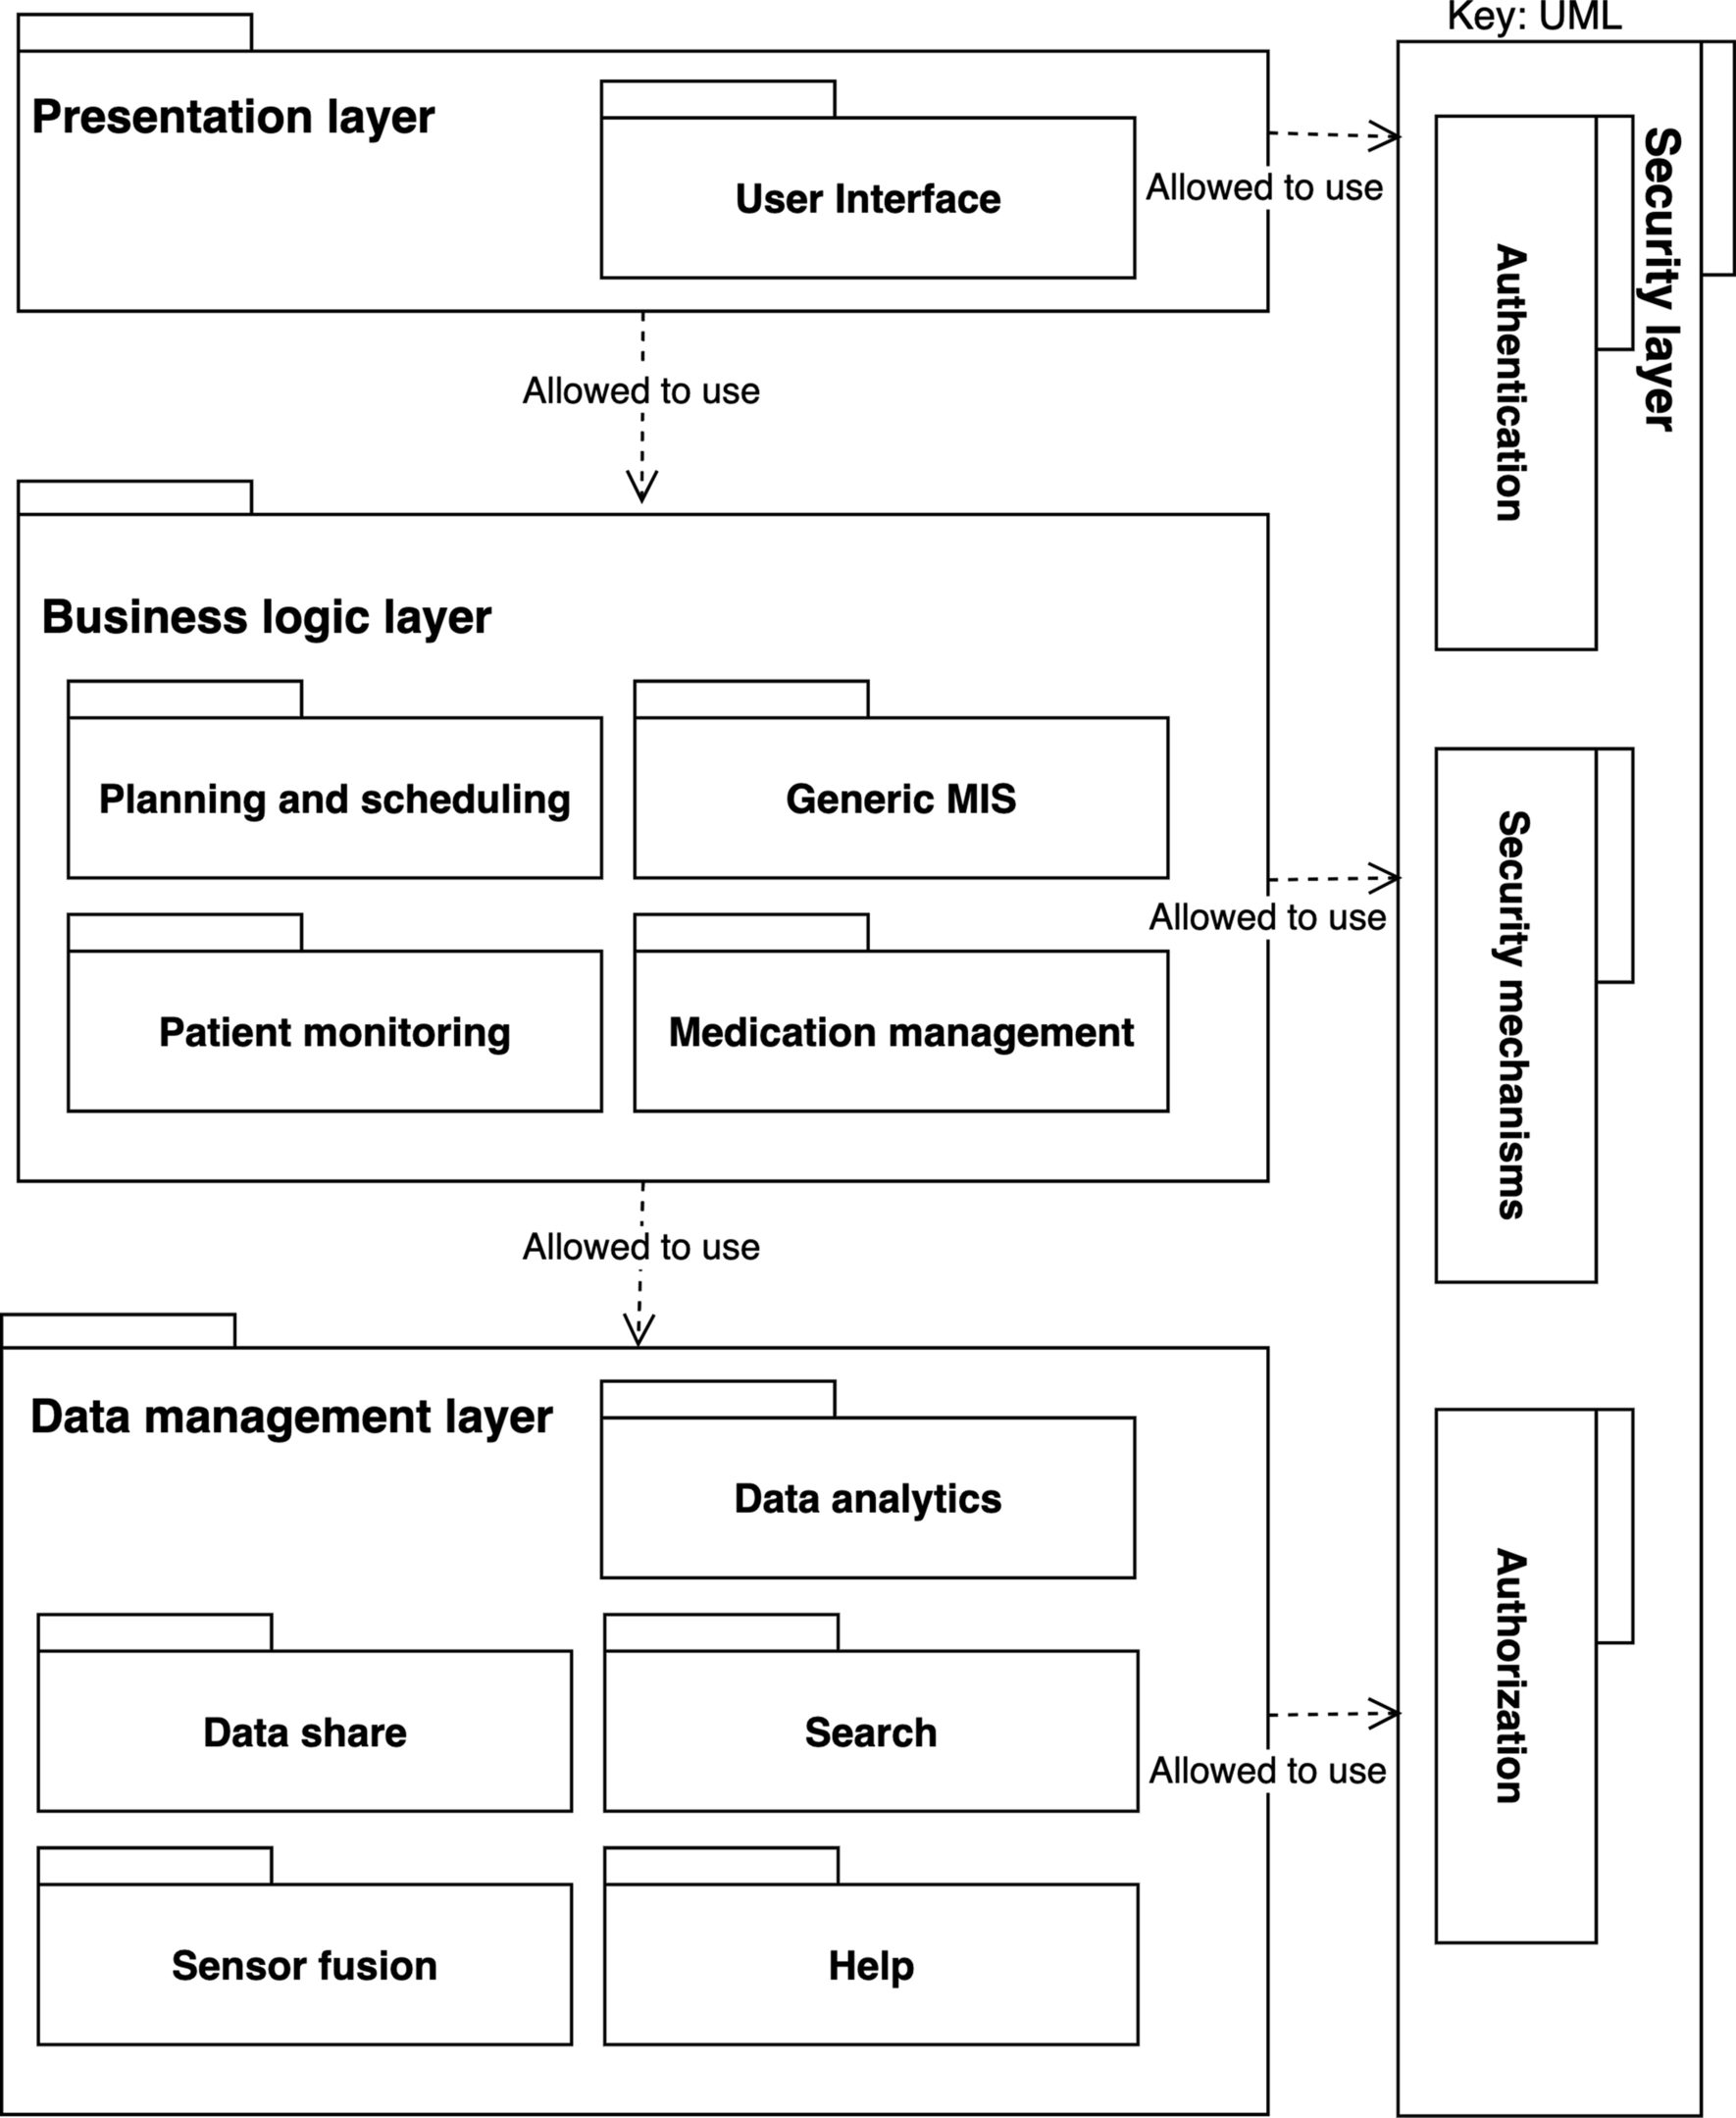 Key: UML
Presentation layer
User Interface
Allowed to use
Security layer
Authentication
Allowed to use
Business logic layer
Planning and scheduling
Generic MIS
Allowed to use
Security mechanisms
Patient monitoring
Medication management
Allowed to use
Data management layer
Data analytics
Data share
Search
Allowed to use
Authorization
Sensor fusion
Help